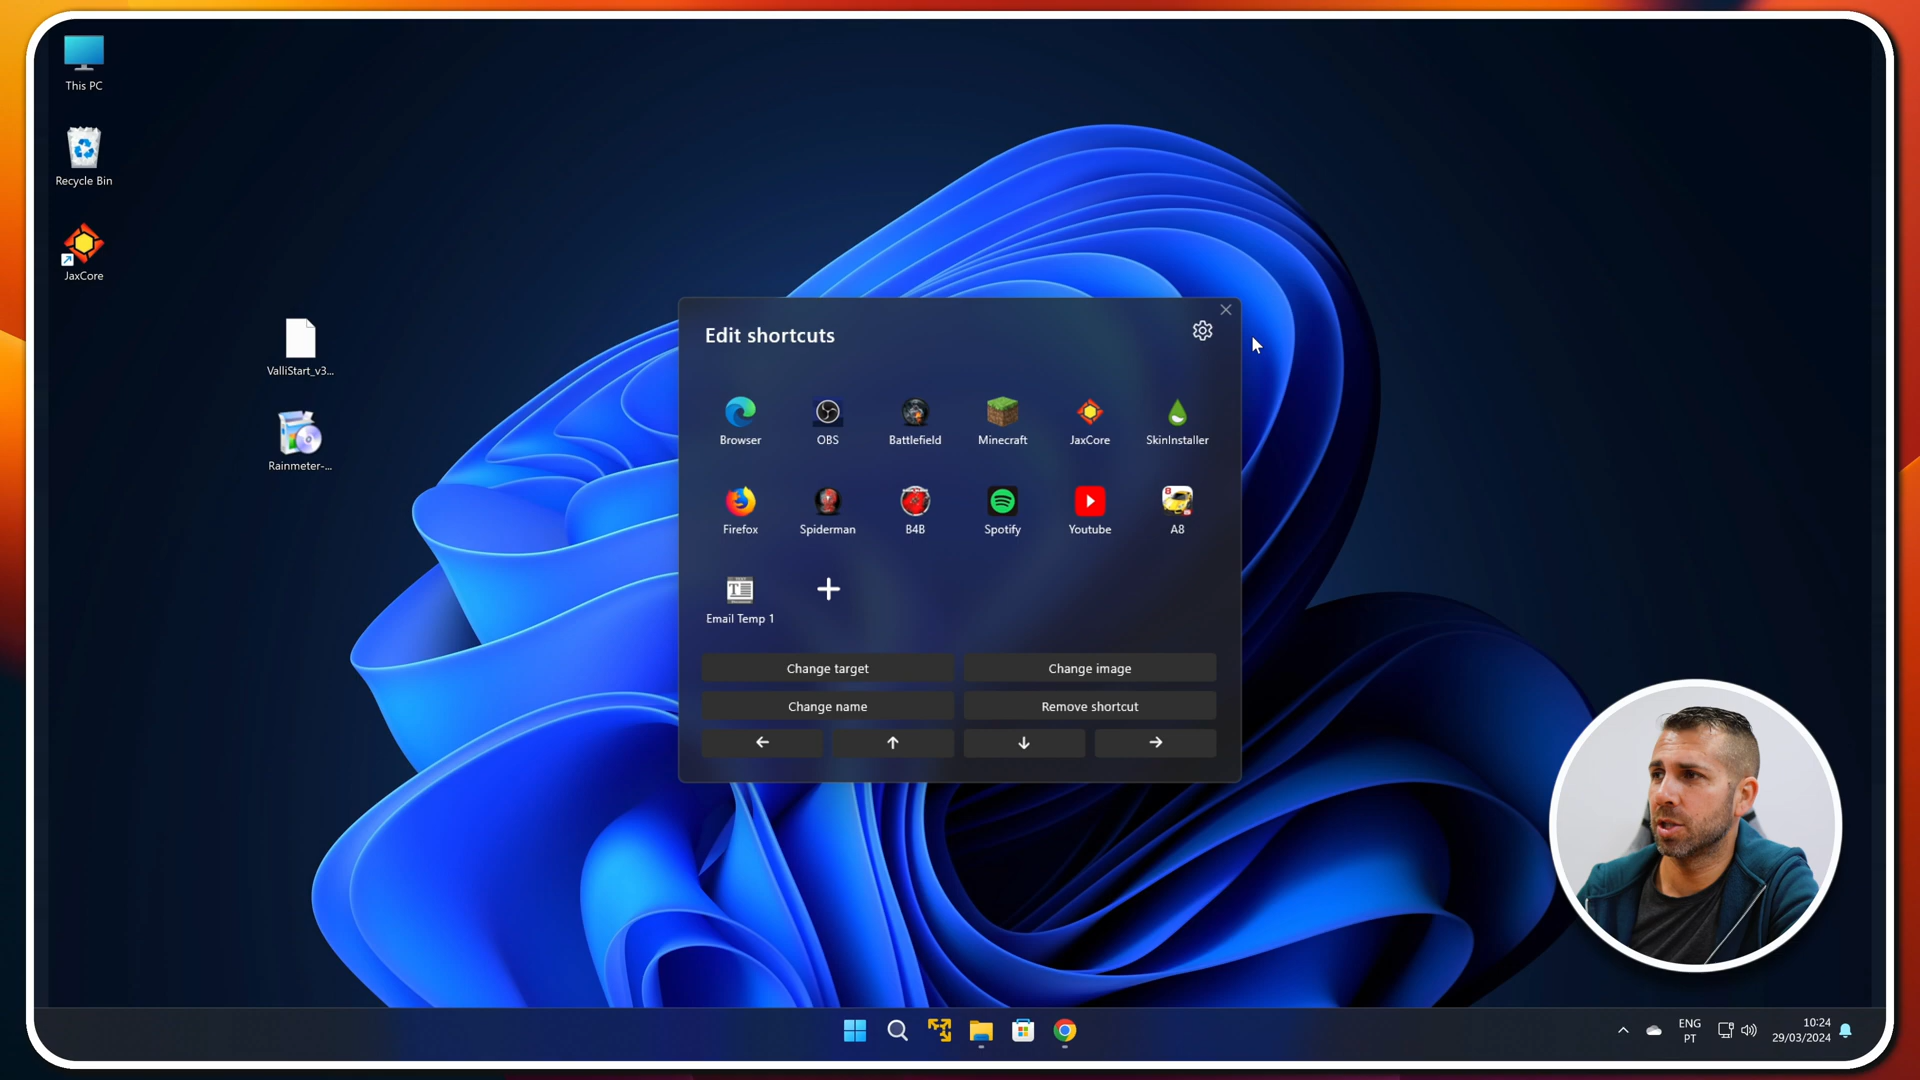 This PC
Recycle Bin
JaxCore
ValliStart_v3...
Rainmeter-...
Edit shortcuts
Browser
OBS
Battlefield
Minecraft
JaxCore
SkinInstaller
Firefox
Spiderman
B4B
Spotify
Youtube
A8
Email Temp 1
Change target
Change image
Change name
Remove shortcut
ENG
PT
10:24
29/03/2024